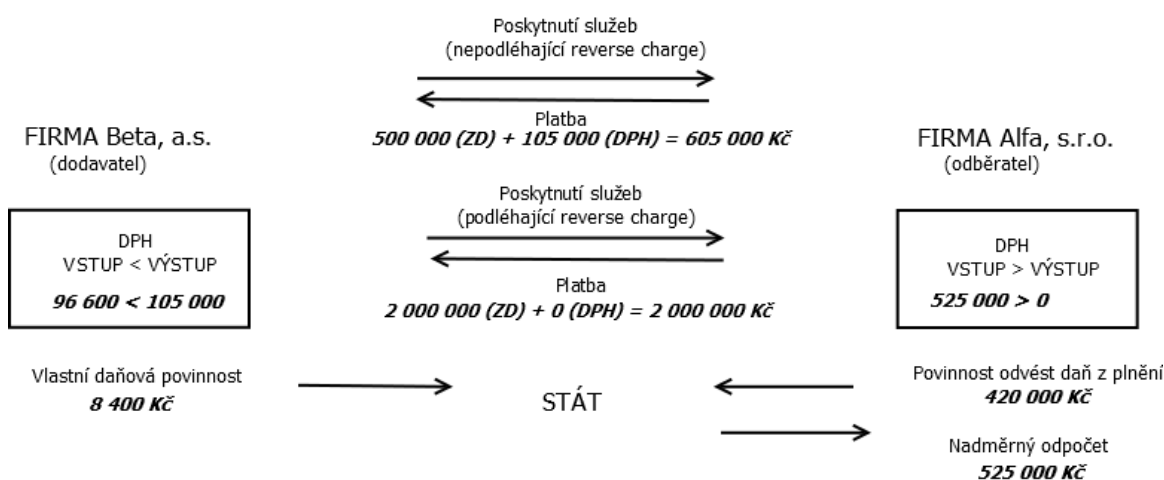 Poskytnutí služeb
(nepodléhající reverse charge)
Platba
500 000 (ZD) + 105 000 (DPH) = 605 000 Kč
FIRMA Beta, a.s.
(dodavatel)
FIRMA Alfa, s.r.o.
(odběratel)
Poskytnutí služeb
(podléhající reverse charge)
Platba
2 000 000 (ZD) + 0 (DPH) = 2 000 000 Kč
DPH
VSTUP < VÝSTUP
96 600 < 105 000
DPH
VSTUP > VÝSTUP
525 000 > 0
Vlastní daňová povinnost
8 400 Kč
STÁT
Povinnost odvést daň z plnění
420 000 Kč
Nadměrný odpočet
525 000 Kč